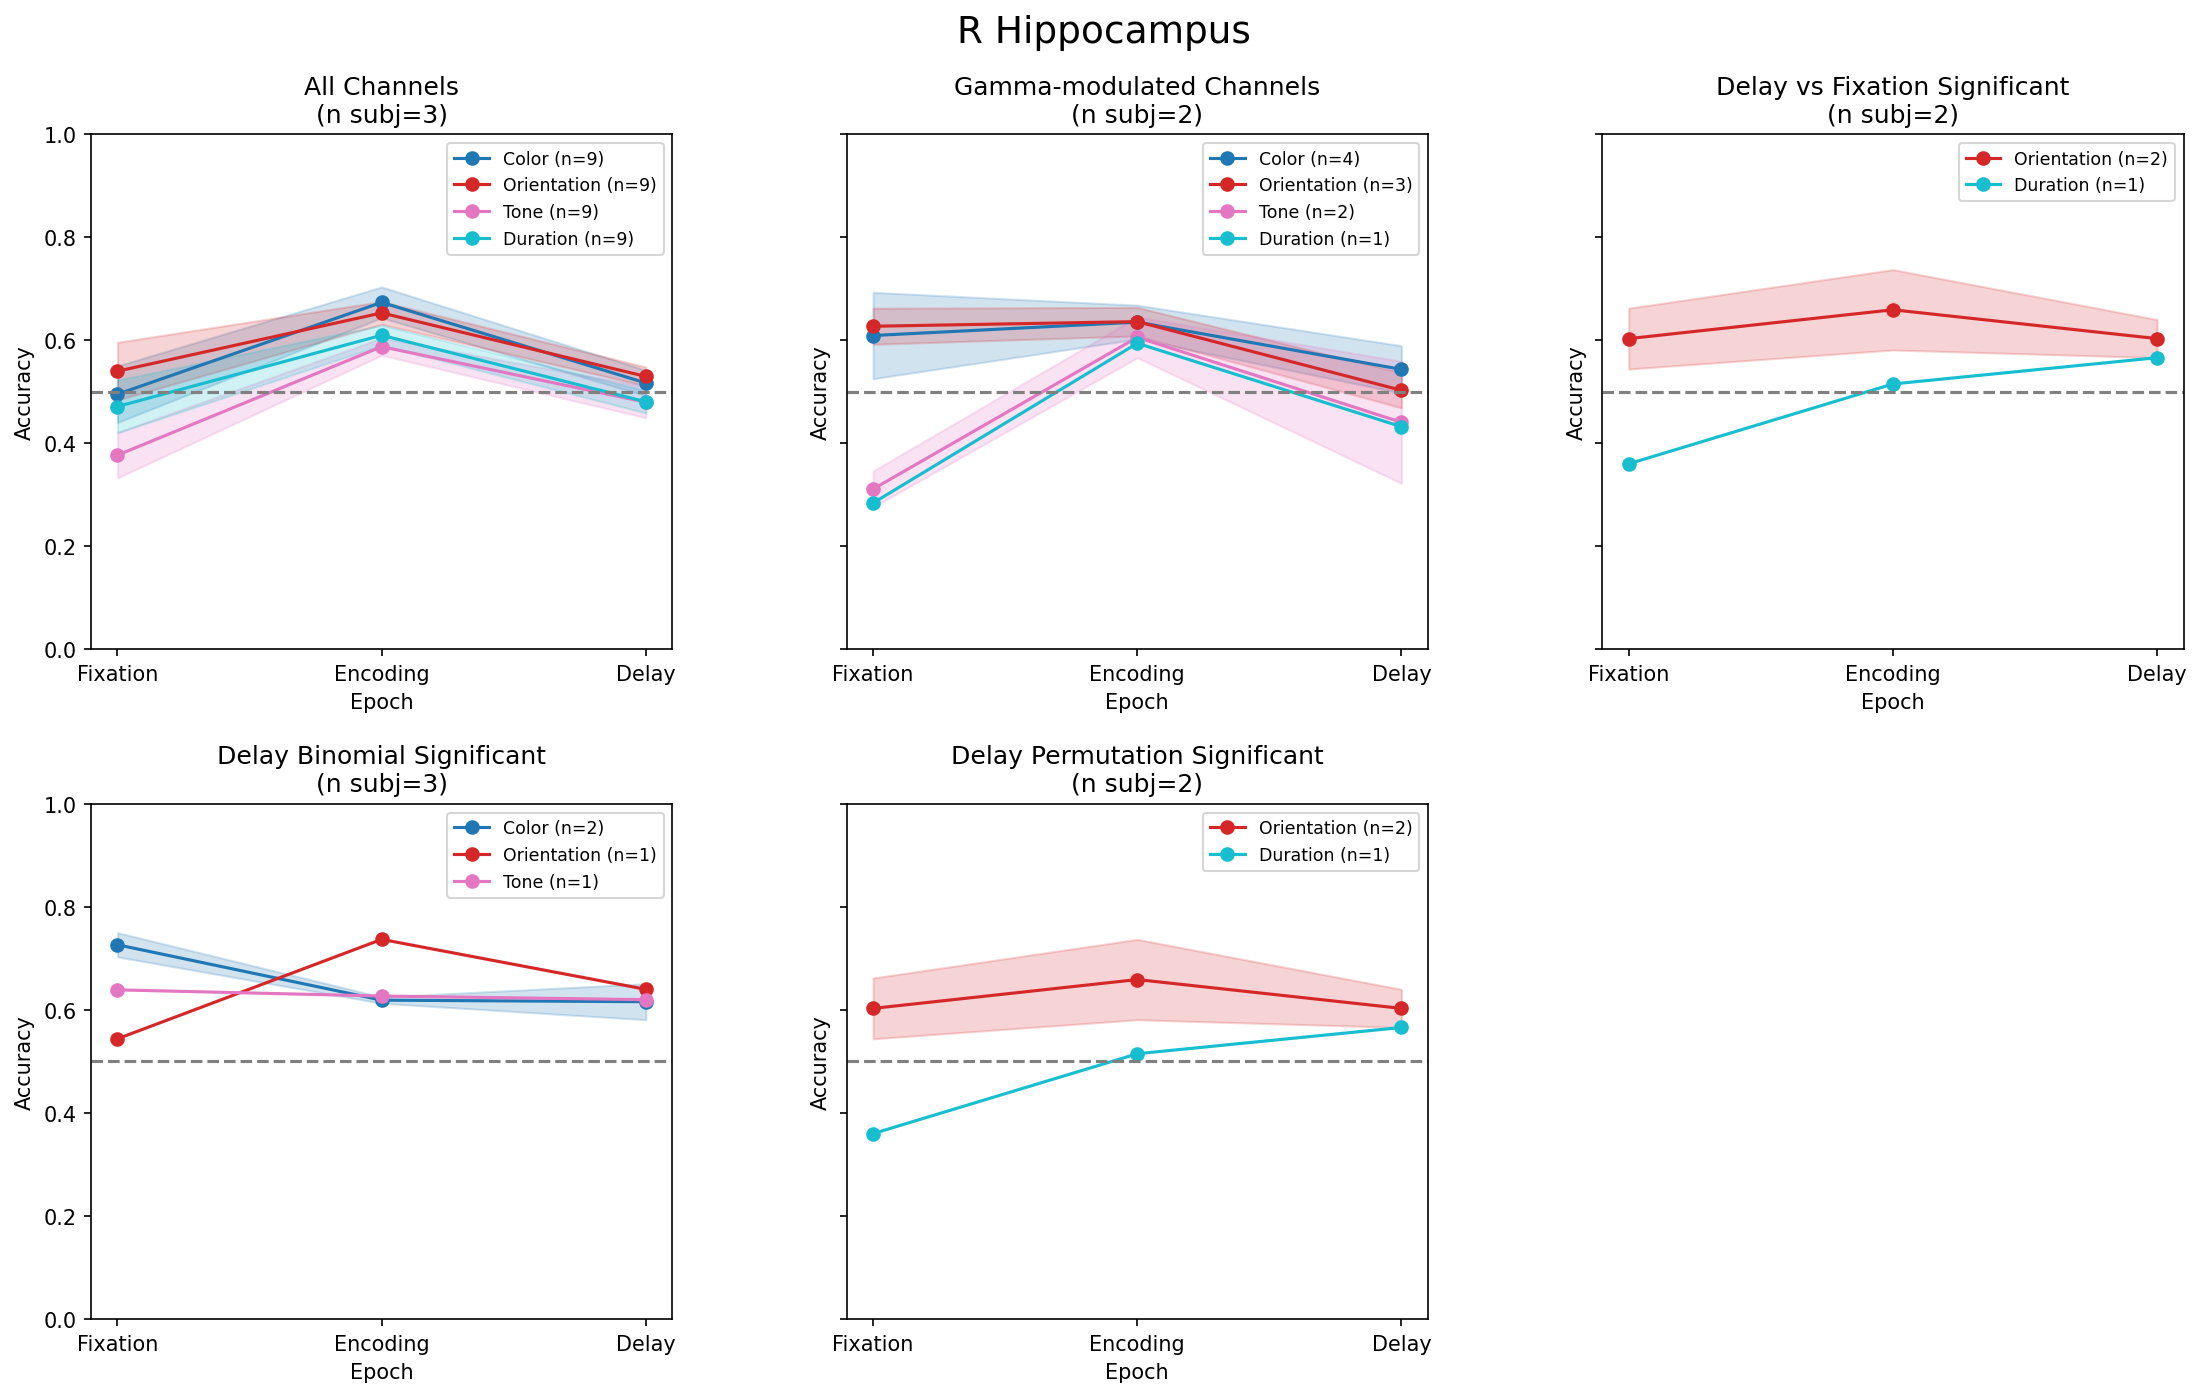 R Hippocampus
All Channels
(n subj=3)
Accuracy
1.0
0.8
0.6
0.4
0.2
0.0
Color (n=9)
Orientation (n=9)
Tone (n=9)
Duration (n=9)
Fixation Encoding Delay
Epoch
Gamma-modulated Channels
(n subj=2)
Accuracy
Color (n=4)
Orientation (n=3)
Tone (n=2)
Duration (n=1)
Fixation Encoding Delay
Epoch
Delay vs Fixation Significant
(n subj=2)
Accuracy
Orientation (n=2)
Duration (n=1)
Fixation Encoding Delay
Epoch
Delay Binomial Significant
(n subj=3)
Accuracy
1.0
0.8
0.6
0.4
0.2
0.0
Color (n=2)
Orientation (n=1)
Tone (n=1)
Fixation Encoding Delay
Epoch
Delay Permutation Significant
(n subj=2)
Accuracy
Orientation (n=2)
Duration (n=1)
Fixation Encoding Delay
Epoch